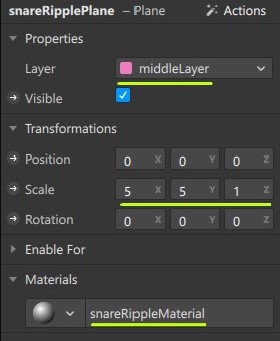 snareRipplePlane – Plane Actions
Properties
Layer middleLayer
Visible
Transformations
Position 0 X 0 Y 0 Z
Scale 5 X 5 Y 1 Z
Rotation 0 X 0 Y 0 Z
Enable For
Materials
snareRippleMaterial